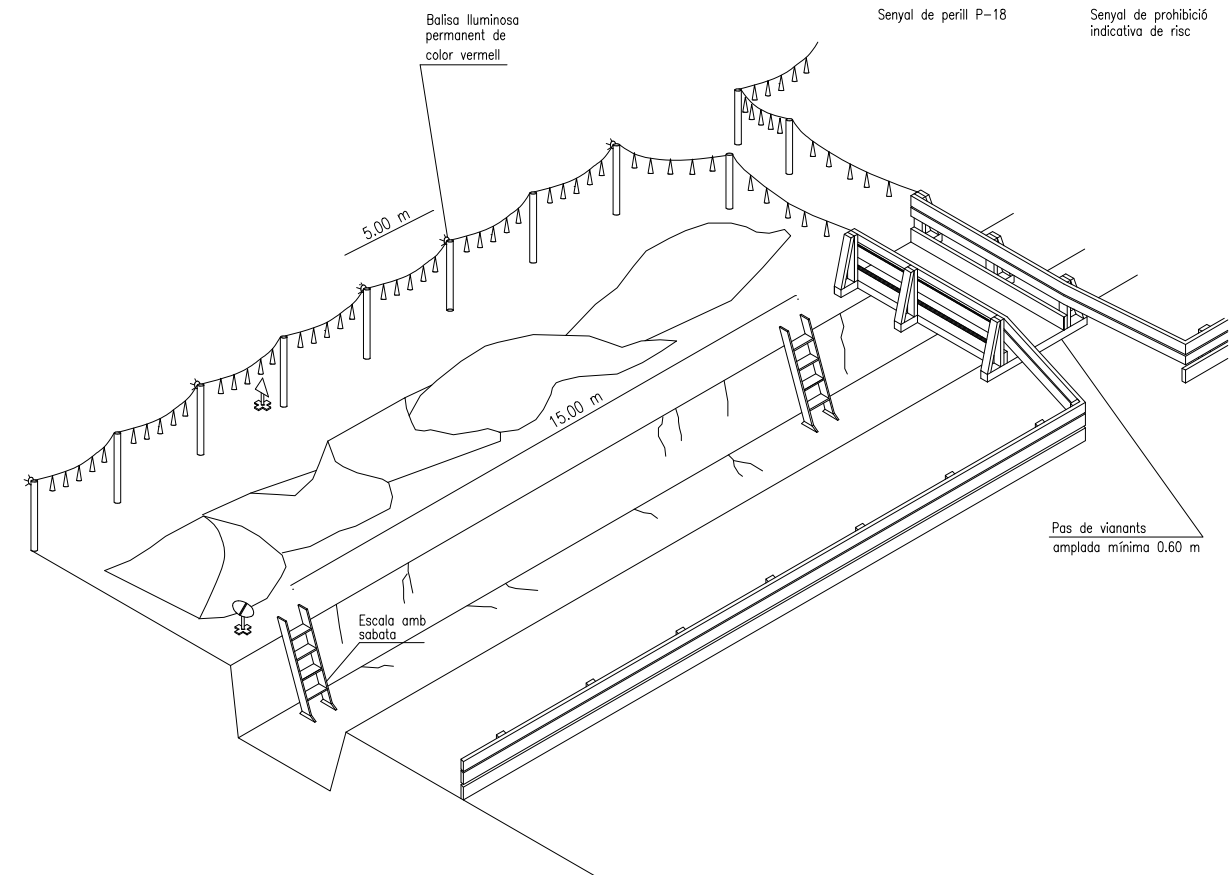 Balisa lluminosa
permanent de
color vermell
Senyal de perill P-18
Senyal de prohibició
indicativa de risc
5.00 m
15.00 m
Pas de vianants
amplada mínima 0.60 m
Escala amb
sabata